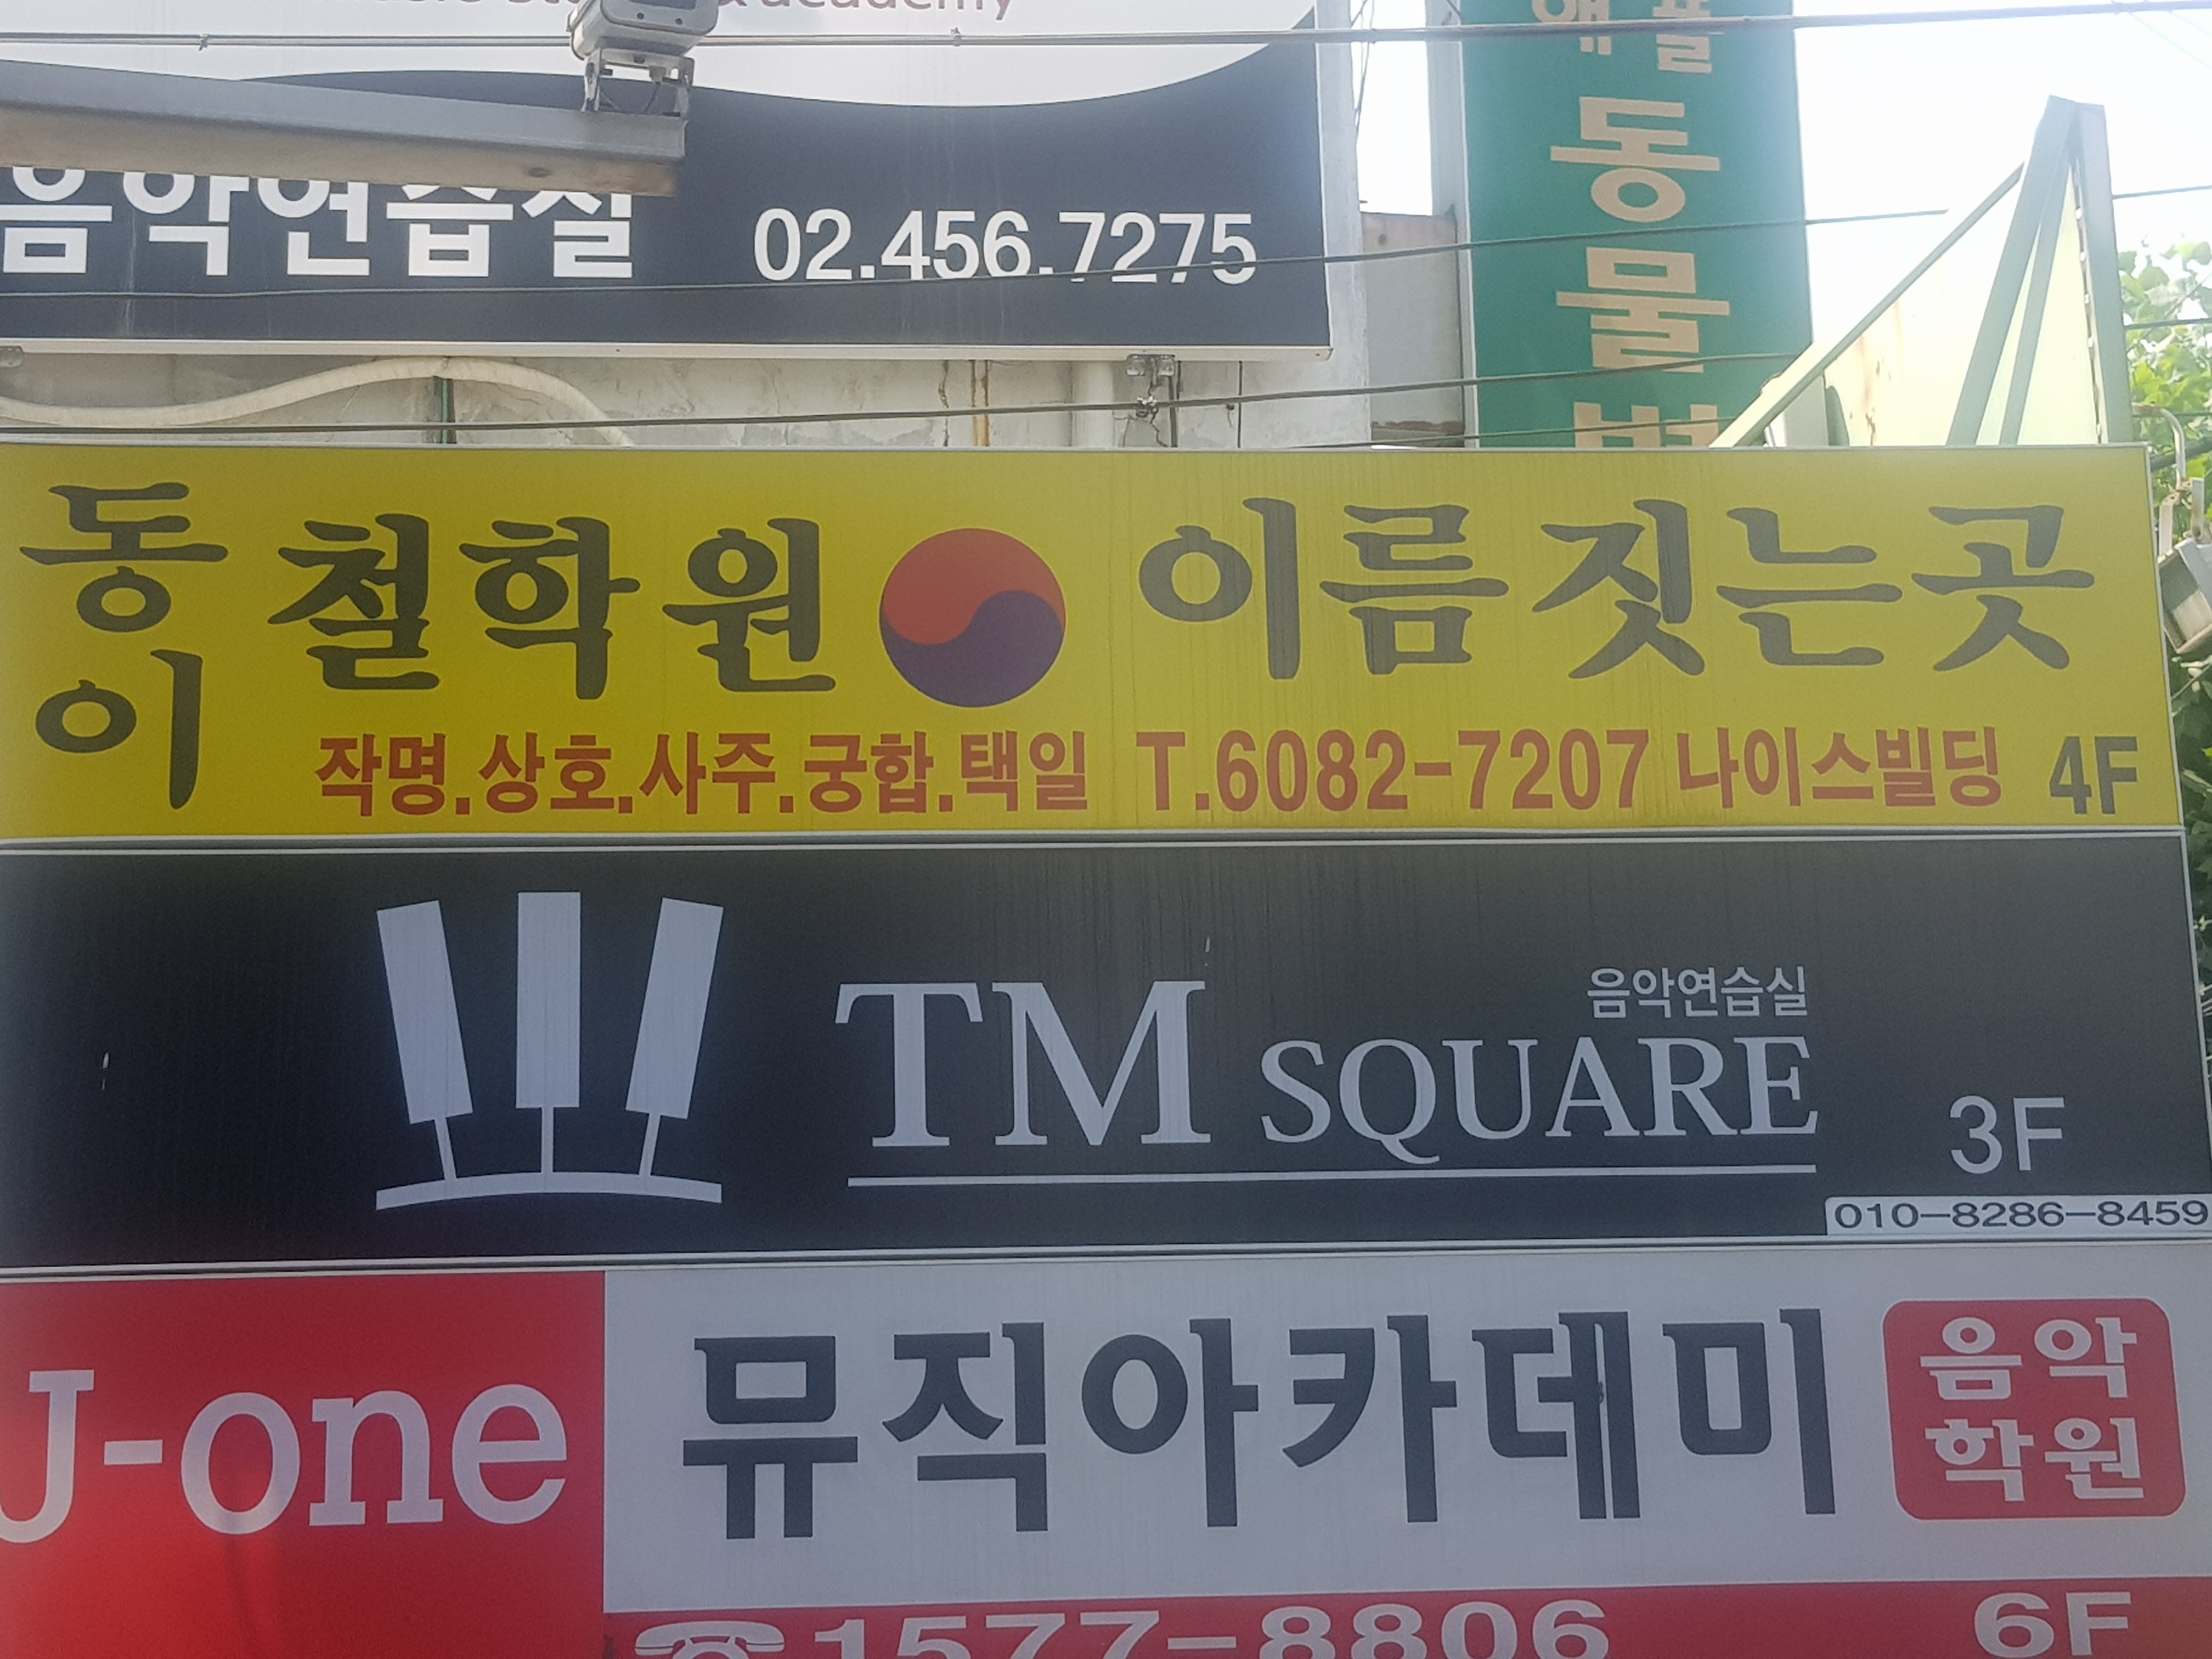 academy
음악연습실 02.456.7275
동물
동이 철학원 이름짓는곳
작명.상호.사주.궁합.택일 T.6082-7207 나이스빌딩 4F
음악연습실
TM SQUARE 3F
010-8286-8459
J-one 뮤직아카데미 음악
학원
1577-8806 6F